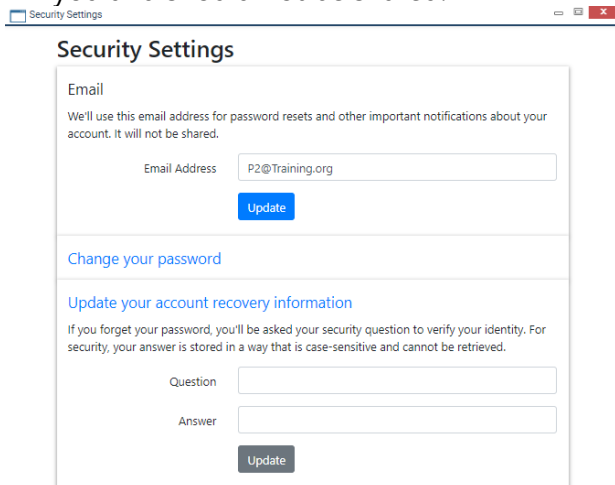 Security Settings
Security Settings
Email
We'll use this email address for password resets and other important notifications about your
account. It will not be shared.
Email Address P2@Training.org
Update
Change your password
Update your account recovery information
If you forget your password, you'll be asked your security question to verify your identity. For
security, your answer is stored in a way that is case-sensitive and cannot be retrieved.
Question
Answer
Update